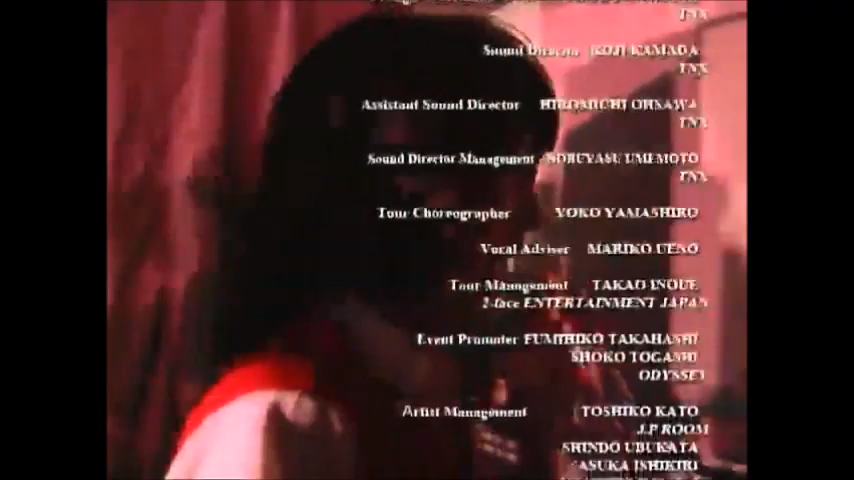 TNX
Sound Director KOJI KAMADA
TNX
Assistant Sound Director HIROMICHI OHSAWA
TNX
Sound Director Management NOBUYASU UMEMOTO
TNX
Tour Choreographer YOKO YAMASHIRO
Vocal Adviser MARIKO UENO
Tour Management TAKAO INOUE
2-face ENTERTAINMENT JAPAN
Event Promoter FUMIHIKO TAKAHASHI
SHOKO TOGASHI
ODYSSEY
Artist Management TOSHIKO KATO
J.P ROOM
SHINDO UBUKATA
ASUKA ISHIKIRI